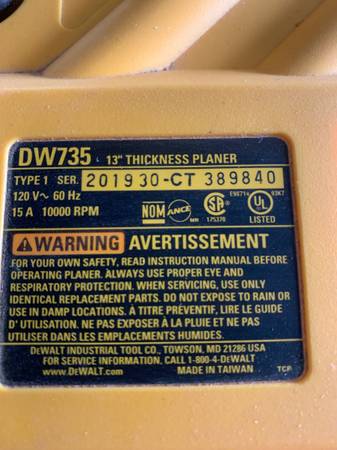 DW735 13" THICKNESS PLANER
TYPE 1 SER. 201930-CT 389840
120 V~ 60 Hz
15 A 10000 RPM
NOM ANCE SA 175370 E98714 93K7 UL LISTED
WARNING AVERTISSEMENT
FOR YOUR OWN SAFETY, READ INSTRUCTION MANUAL BEFORE
OPERATING PLANER. ALWAYS USE PROPER EYE AND
RESPIRATORY PROTECTION. WHEN SERVICING, USE ONLY
IDENTICAL REPLACEMENT PARTS. DO NOT EXPOSE TO RAIN OR
USE IN DAMP LOCATIONS. À TITRE PRÉVENTIF, LIRE LE GUIDE
D' UTILISATION. NE PAS EXPOSER À LA PLUIE ET NE PAS
UTILISER DANS LES EMPLACEMENTS HUMIDES.
DEWALT INDUSTRIAL TOOL CO., TOWSON, MD 21286 USA
FOR SERVICE INFORMATION, CALL 1-800-4-DEWALT
WWW.DEWALT.COM MADE IN TAIWAN TCP